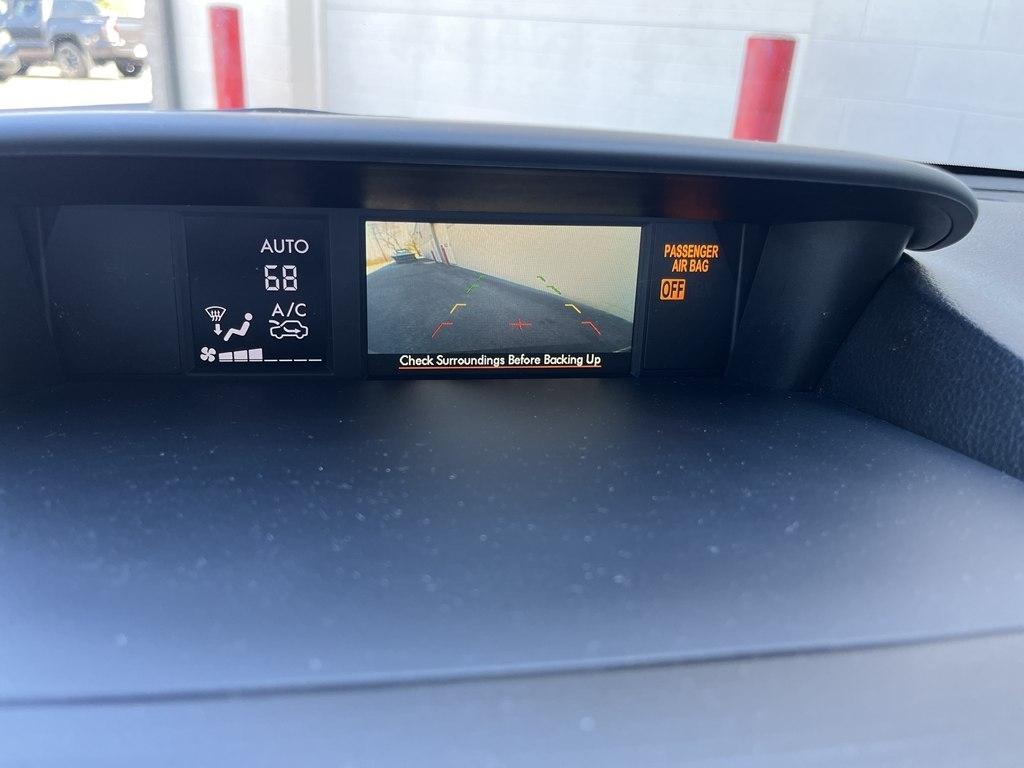 AUTO
68
A/C
Check Surroundings Before Backing Up
PASSENGER
AIR BAG
OFF